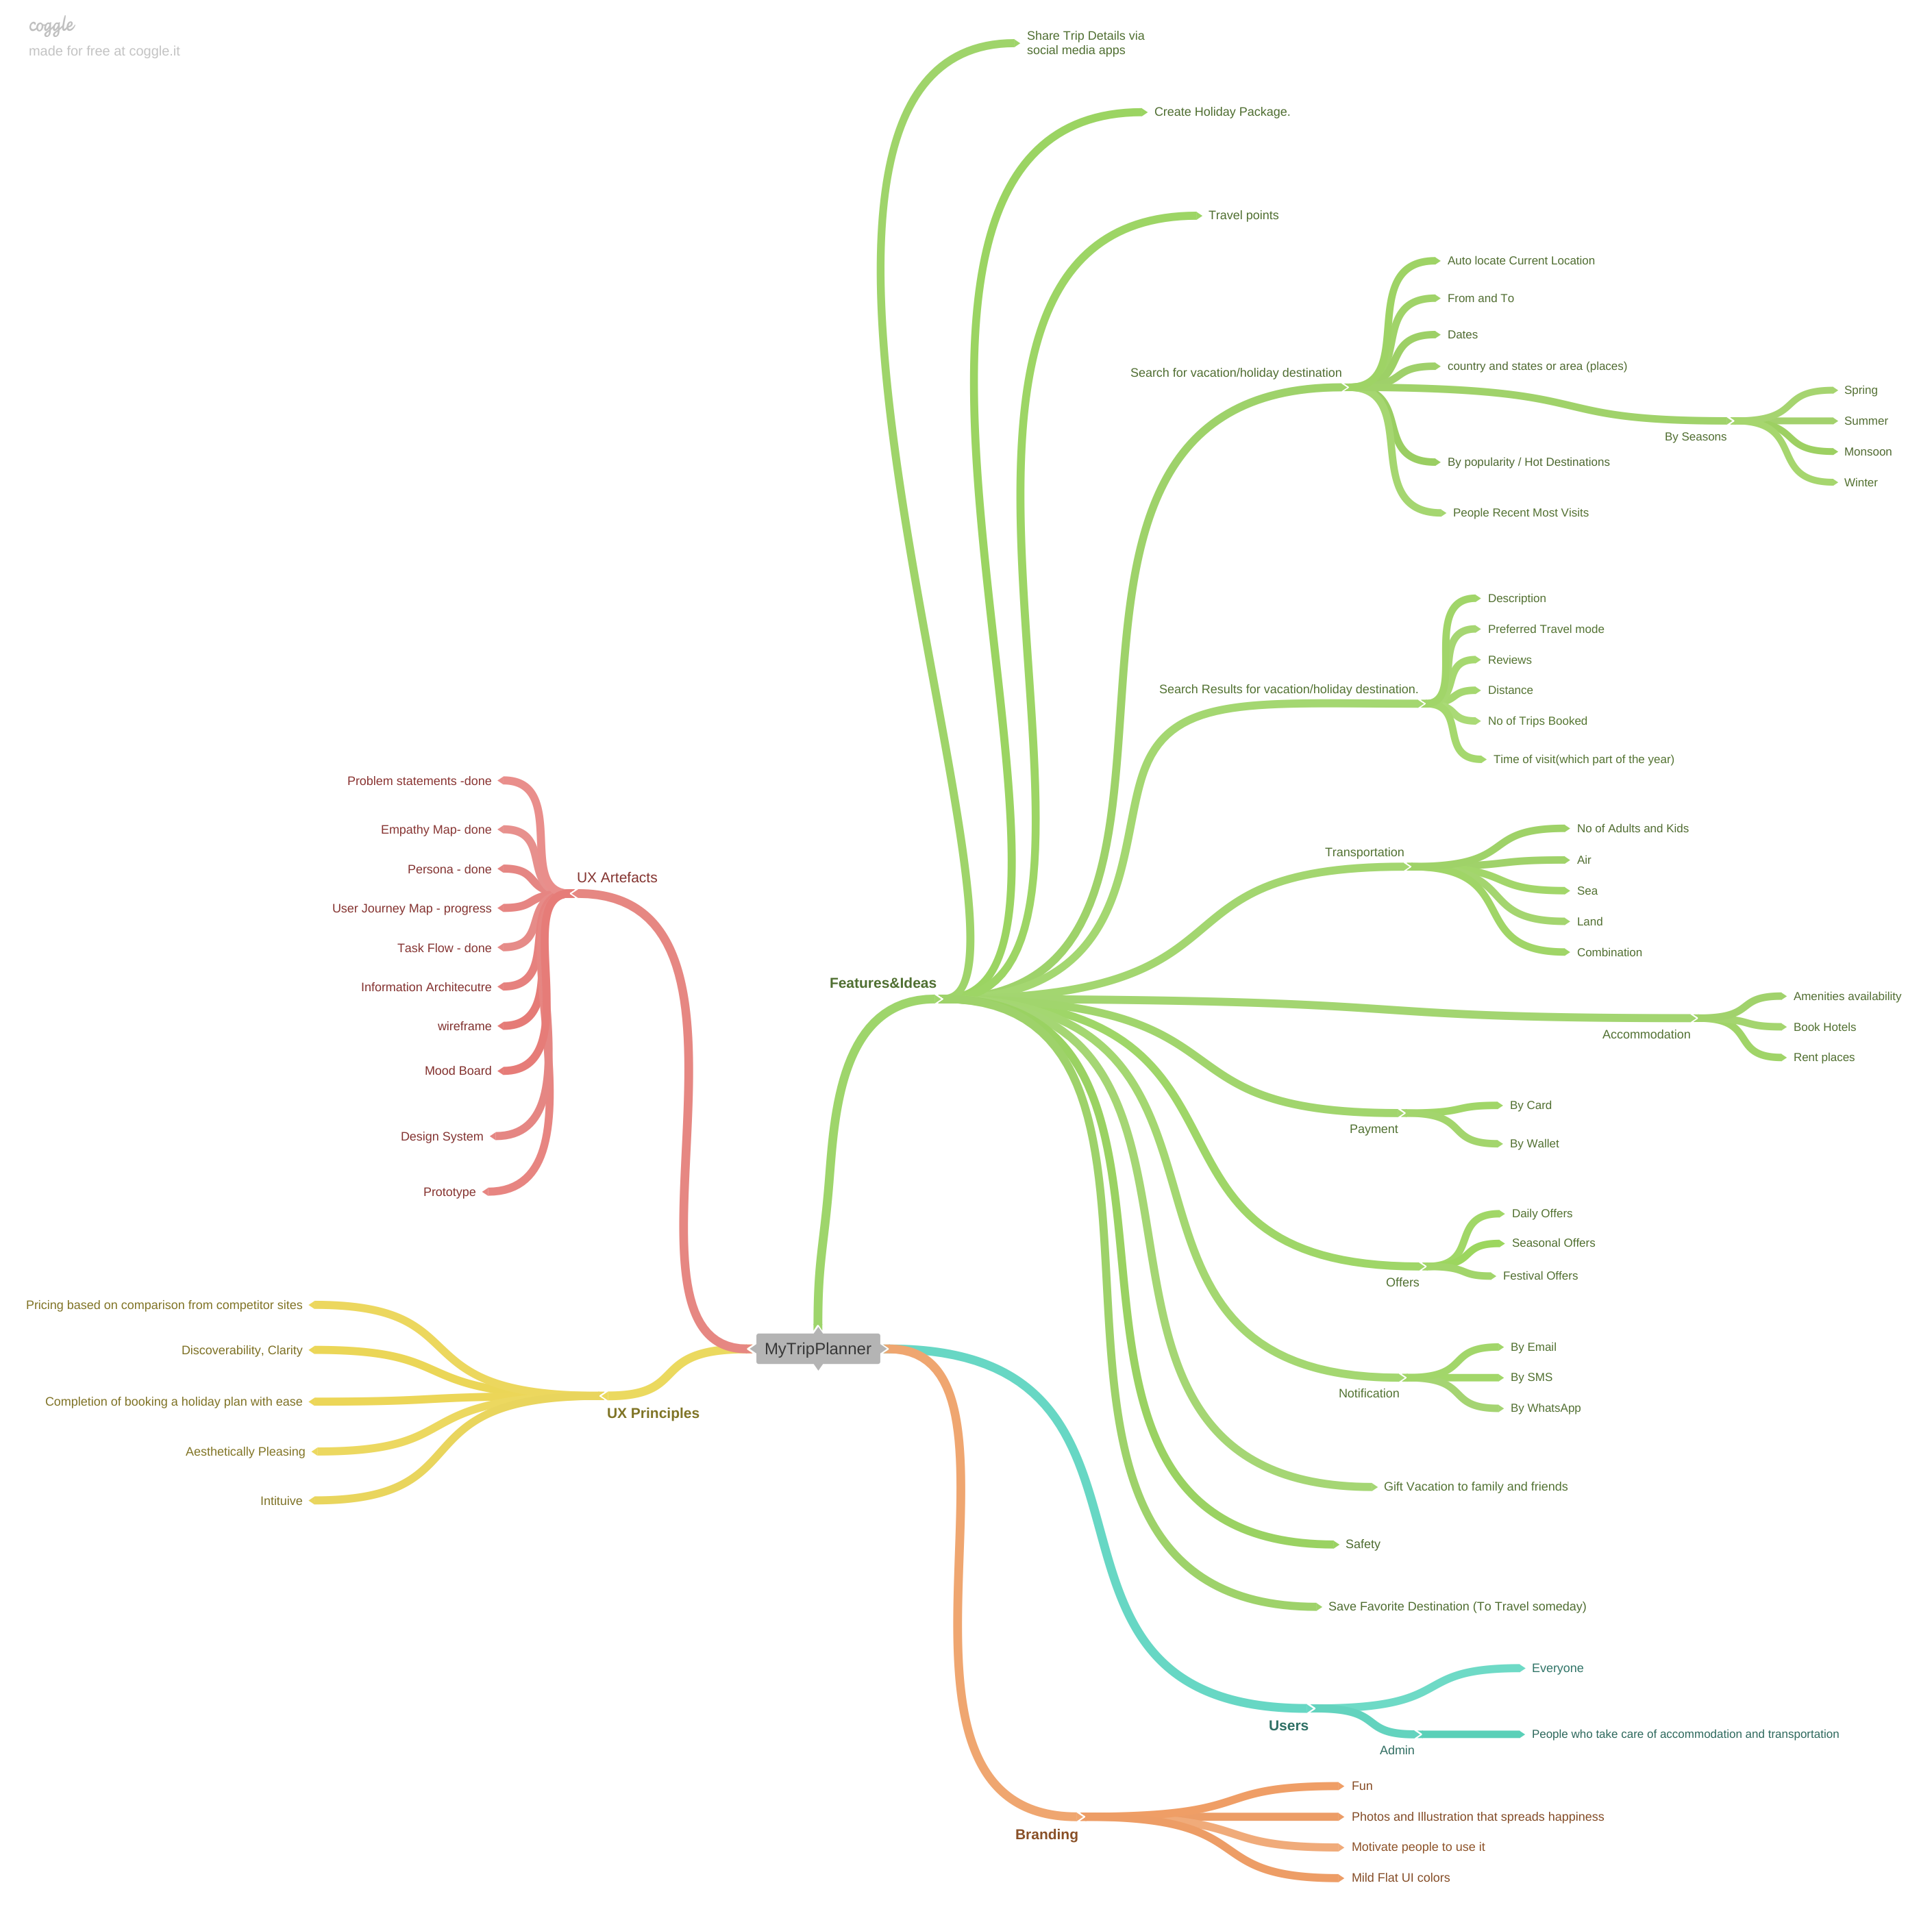 coggle
made for free at coggle.it
Share Trip Details via
social media apps
Create Holiday Package.
Travel points
Search for vacation/holiday destination
Auto locate Current Location
From and To
Dates
country and states or area (places)
By Seasons
Spring
Summer
Monsoon
Winter
By popularity / Hot Destinations
People Recent Most Visits
Search Results for vacation/holiday destination.
Description
Preferred Travel mode
Reviews
Distance
No of Trips Booked
Time of visit(which part of the year)
Transportation
No of Adults and Kids
Air
Sea
Land
Combination
Features&Ideas
Accommodation
Amenities availability
Book Hotels
Rent places
Payment
By Card
By Wallet
Offers
Daily Offers
Seasonal Offers
Festival Offers
Notification
By Email
By SMS
By WhatsApp
Gift Vacation to family and friends
Safety
Save Favorite Destination (To Travel someday)
UX Artefacts
Problem statements -done
Empathy Map- done
Persona - done
User Journey Map - progress
Task Flow - done
Information Architecutre
wireframe
Mood Board
Design System
Prototype
MyTripPlanner
UX Principles
Pricing based on comparison from competitor sites
Discoverability, Clarity
Completion of booking a holiday plan with ease
Aesthetically Pleasing
Intituive
Users
Everyone
Admin
People who take care of accommodation and transportation
Branding
Fun
Photos and Illustration that spreads happiness
Motivate people to use it
Mild Flat UI colors